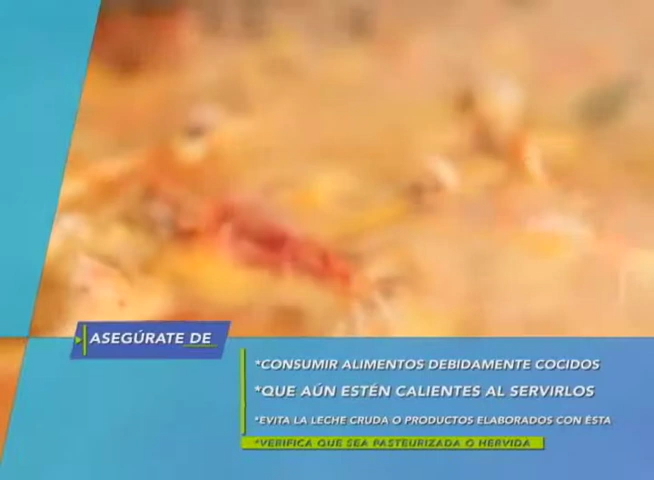 ASEGÚRATE DE
*CONSUMIR ALIMENTOS DEBIDAMENTE COCIDOS
*QUE AÚN ESTÉN CALIENTES AL SERVIRLOS
*EVITA LA LECHE CRUDA O PRODUCTOS ELABORADOS CON ÉSTA
*VERIFICA QUE SEA PASTEURIZADA O HERVIDA